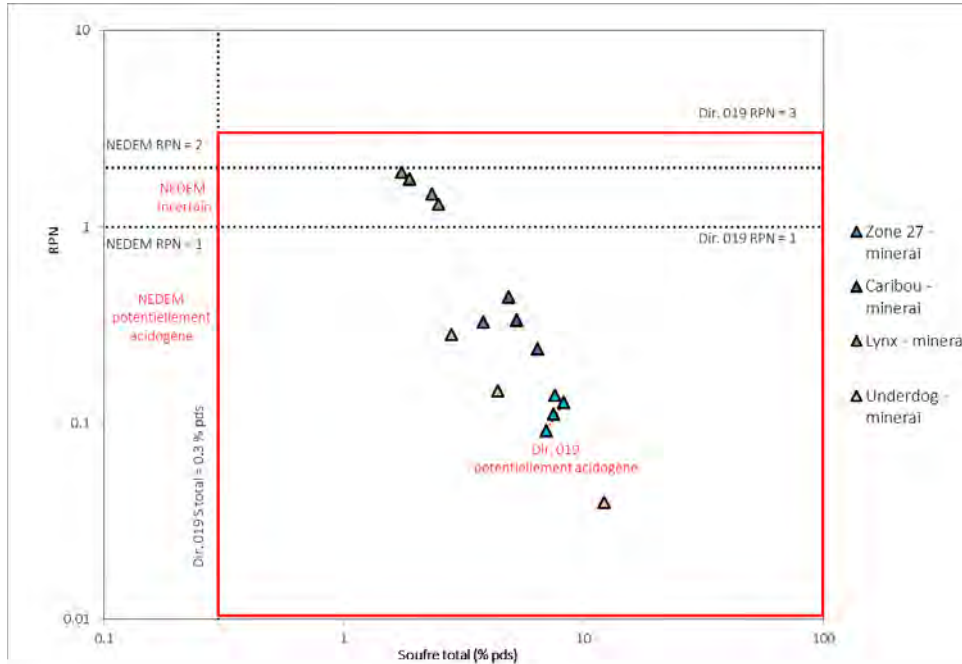 10
Dir. 019 RPN = 3
NEDEM RPN = 2
NEDEM
Incertain
RPN
1
NEDEM RPN = 1
Dir. 019 RPN = 1
Zone 27 -
minerai
NEDEM
potentiellement
acidogène
Caribou -
minerai
Lynx - minerai
Underdog -
minerai
0.1
Dir. 019
potentiellement acidogène
Dir. 019 S total = 0.3 % pds
0.01
0.1
1
10
100
Soufre total (% pds)